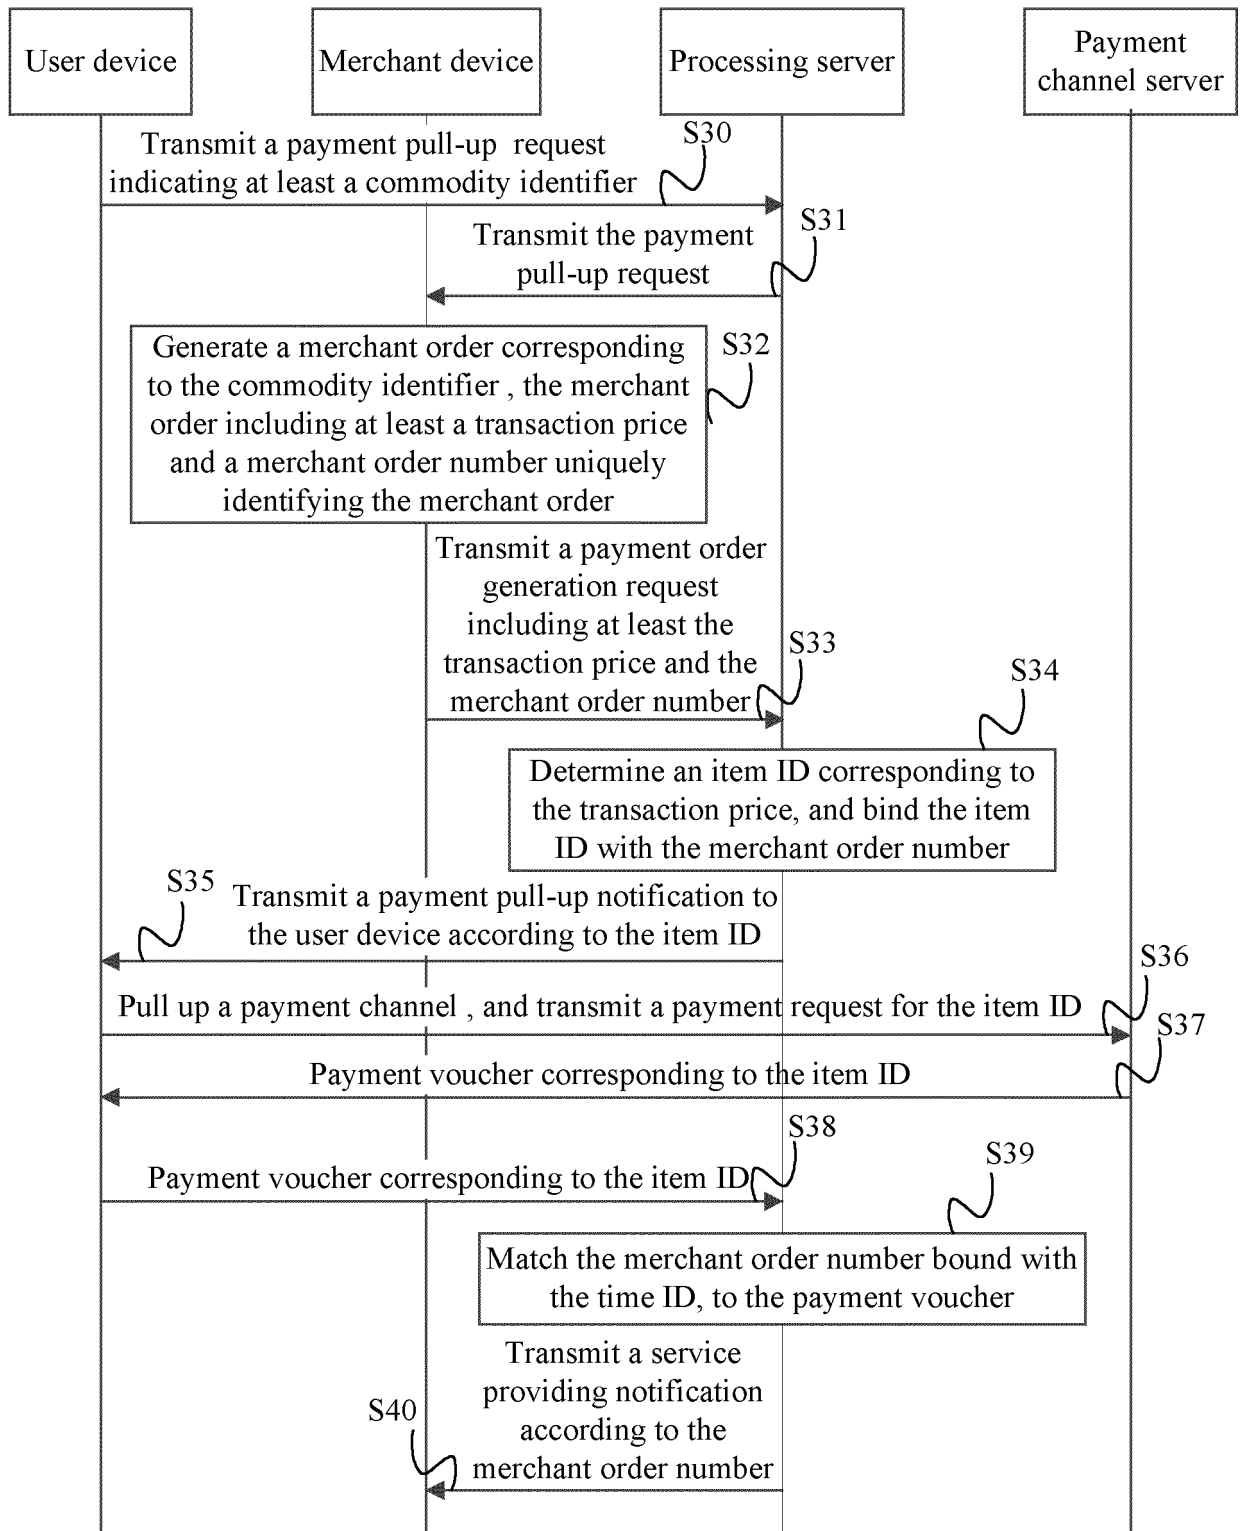 User device
Merchant device
Processing server
Payment
channel server
S30
Transmit a payment pull-up request
indicating at least a commodity identifier
S31
Transmit the payment
pull-up request
S32
Generate a merchant order corresponding
to the commodity identifier , the merchant
order including at least a transaction price
and a merchant order number uniquely
identifying the merchant order
Transmit a payment order
generation request
including at least the
transaction price and the
merchant order number
S33
S34
Determine an item ID corresponding to
the transaction price, and bind the item
ID with the merchant order number
S35
Transmit a payment pull-up notification to
the user device according to the item ID
S36
Pull up a payment channel , and transmit a payment request for the item ID
S37
Payment voucher corresponding to the item ID
S38
Payment voucher corresponding to the item ID
S39
Match the merchant order number bound with
the time ID, to the payment voucher
Transmit a service
providing notification
according to the
merchant order number
S40